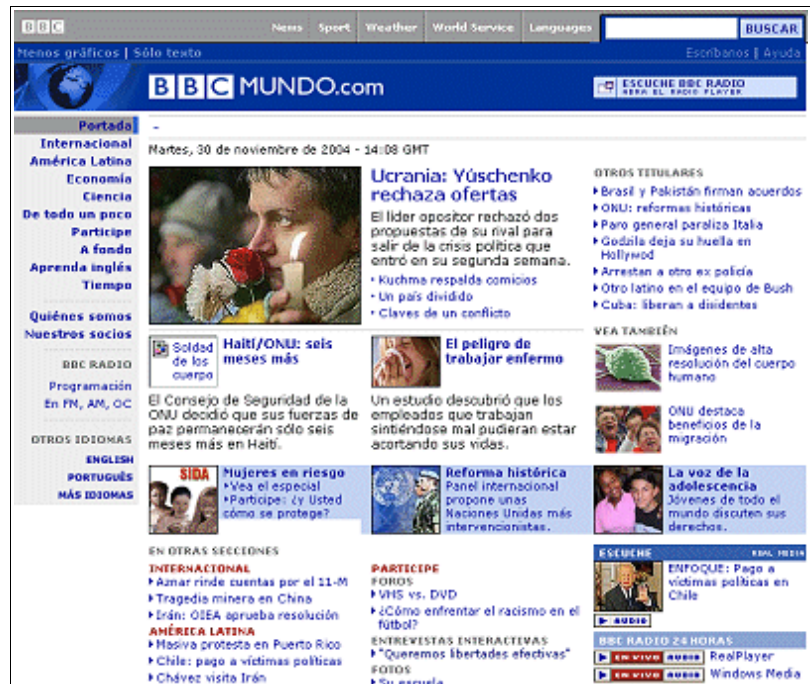 BBC
News Sport Weather World Service Languages
BUSCAR
Menos gráficos | Sólo texto
Escríbanos | Ayuda
BBC MUNDO.com
ESCUCHE BBC RADIO
ABRA EL RADIO PLAYER
Portada
Internacional
América Latina
Economía
Ciencia
De todo un poco
Participe
A fondo
Aprenda inglés
Tiempo
Quiénes somos
Nuestros socios
BBC RADIO
Programación
En FM, AM, OC
OTROS IDIOMAS
ENGLISH
PORTUGUÊS
MÁS IDIOMAS
Martes, 30 de noviembre de 2004 - 14:08 GMT
Ucrania: Yúschenko
rechaza ofertas
El líder opositor rechazó dos
propuestas de su rival para
salir de la crisis política que
entró en su segunda semana.
Kuchma respalda comicios
Un país dividido
Claves de un conflicto
Soldad
de los
cuerpo
Haití/ONU: seis
meses más
El Consejo de Seguridad de la
ONU decidió que sus fuerzas de
paz permanecerán sólo seis
meses más en Haití.
El peligro de
trabajar enfermo
Un estudio descubrió que los
empleados que trabajan
sintiéndose mal pudieran estar
acortando sus vidas.
SIDA
Mujeres en riesgo
Vea el especial
Participe: ¿y Usted
cómo se protege?
Reforma histórica
Panel internacional
propone unas
Naciones Unidas más
intervencionistas.
OTROS TITULARES
Brasil y Pakistán firman acuerdos
ONU: reformas históricas
Paro general paraliza Italia
Godzila deja su huella en
Hollywod
Arrestan a otro ex policía
Otro latino en el equipo de Bush
Cuba: liberan a disidentes
VEA TAMBIÉN
Imágenes de alta
resolución del cuerpo
humano
ONU destaca
beneficios de la
migración
La voz de la
adolescencia
Jóvenes de todo el
mundo discuten sus
derechos.
EN OTRAS SECCIONES
INTERNACIONAL
Aznar rinde cuentas por el 11-M
Tragedia minera en China
Irán: OIEA aprueba resolución
AMÉRICA LATINA
Masiva protesta en Puerto Rico
Chile: pago a víctimas políticas
Chávez visita Irán
PARTICIPE
FOROS
VHS vs. DVD
¿Cómo enfrentar el racismo en el
fútbol?
ENTREVISTAS INTERACTIVAS
"Queremos libertades efectivas"
FOTOS
Su escuela
ESCUCHE
REAL MEDIA
ENFOQUE: Pago a
víctimas políticas en
Chile
AUDIO
BBC RADIO 24 HORAS
EN VIVO AUDIO RealPlayer
EN VIVO AUDIO Windows Media